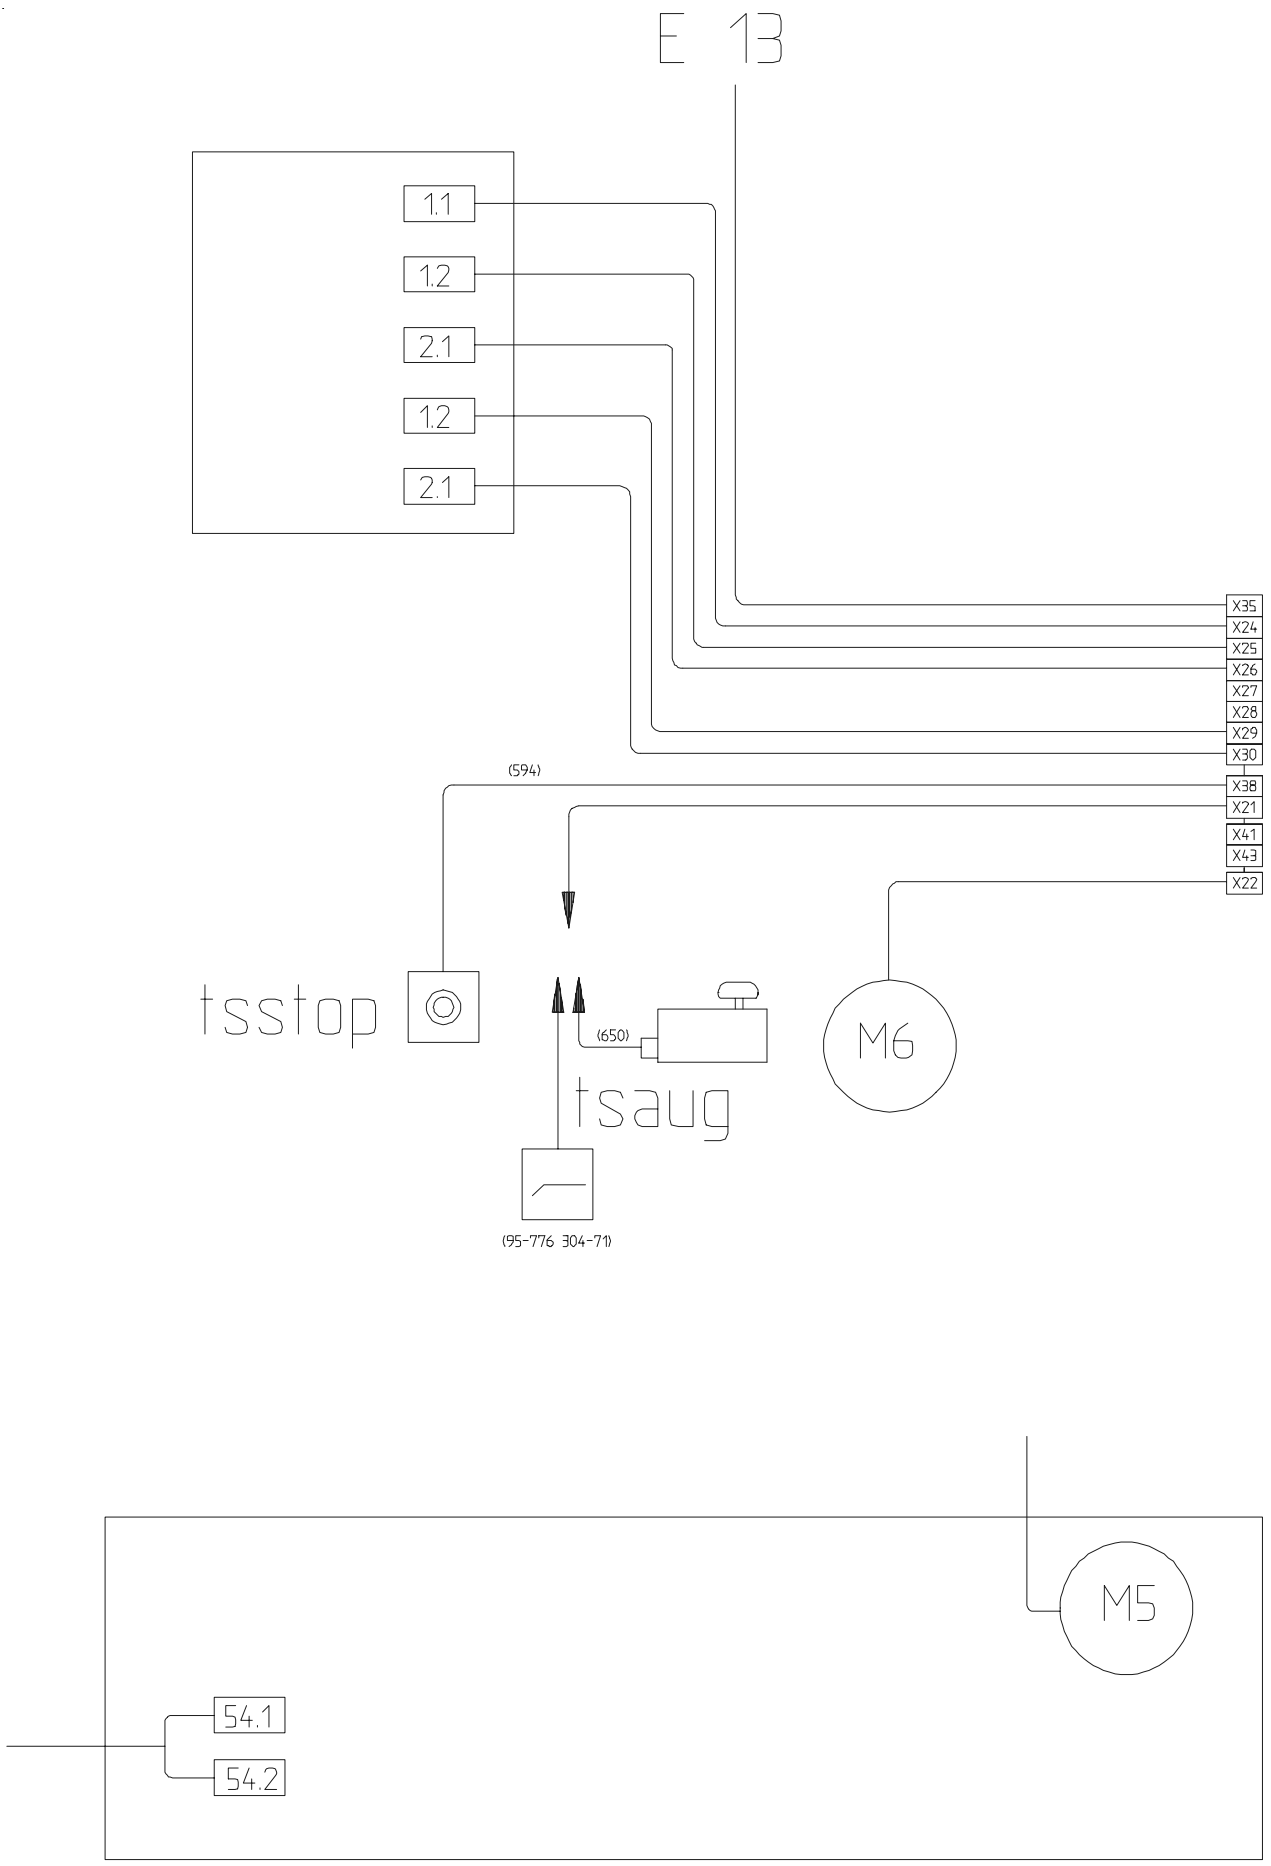 E 13
1.1
1.2
2.1
1.2
2.1
X35
X24
X25
X26
X27
X28
X29
X30
(594)
X38
X21
X41
X43
X22
tsstop
(650)
M6
tsaug
(95-776 304-71)
M5
54.1
54.2